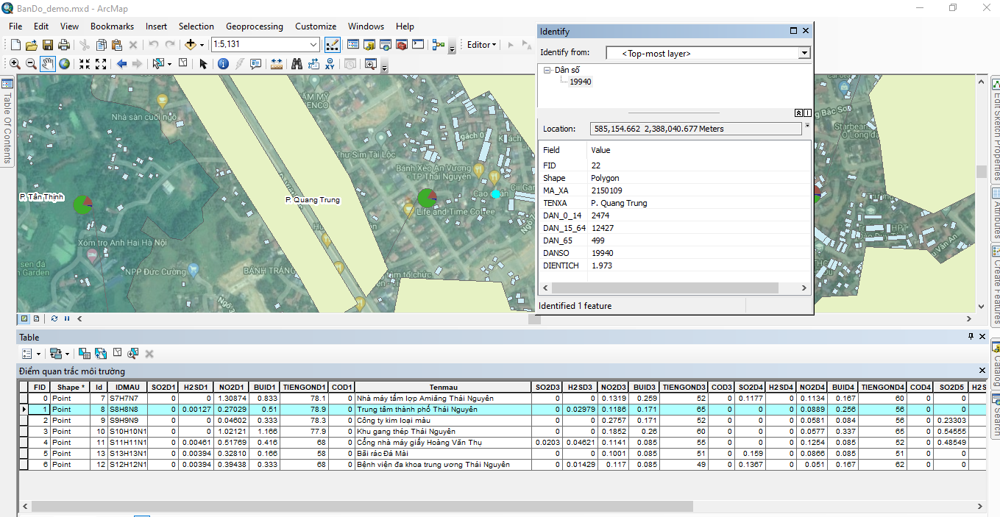 BanDo_demo.mxd - ArcMap
File Edit View Bookmarks Insert Selection Geoprocessing Customize Windows Help
1:5,131
Editor
Table Of Contents
Nhà sàn cuối ngõ
P. Tân Thịnh
P. Quang Trung
Thu Sim Tài Lộc
Bánh Xèo An Vương
- TP Thái Nguyên
Life and Time Coffee
Xóm trọ Anh Hai Hà Nội
NPP Đức Cường
BÁNH TRÁNG
Identify
Identify from: <Top-most layer>
Dân số
19940
Location: 585,154.662 2,388,040.677 Meters
Field Value
FID 22
Shape Polygon
MA_XA 2150109
TENXA P. Quang Trung
DAN_0_14 2474
DAN_15_64 12427
DAN_65 499
DANSO 19940
DIENTICH 1.973
Identified 1 feature
Edit Sketch Properties
Attributes
Create Features
Catalog
Search
Table
Điểm quan trắc môi trường
FID Shape * Id IDMAU SO2D1 H2SD1 NO2D1 BUID1 TIENGOND1 COD1 Tenmau SO2D3 H2SD3 NO2D3 BUID3 TIENGOND3 COD3 SO2D4 H2SD4 NO2D4 BUID4 TIENGOND4 COD4 SO2D5 H2S
0 Point 7 S7H7N7 0 0 1.30874 0.833 78.1 0 Nhà máy tấm lợp Amiăng Thái Nguyên 0 0 0.1319 0.259 52 0 0.1177 0 0.1134 0.167 60 0 0
1 Point 8 S8H8N8 0 0.00127 0.27029 0.51 78.9 0 Trung tâm thành phố Thái Nguyên 0 0.02979 0.1186 0.171 65 0 0 0 0.0889 0.256 56 0 0
2 Point 9 S9H9N9 0 0 0.04602 0.333 78.3 0 Công ty kim loại màu 0 0 0.2757 0.171 52 0 0 0 0.0581 0.084 56 0 0.23303
3 Point 10 S10H10N1 0 0 1.02121 1.166 77.9 0 Khu gang thép Thái Nguyên 0 0 0.1852 0.26 60 0 0 0 0.0577 0.337 65 0 0.54555
4 Point 11 S11H11N1 0 0.00461 0.51769 0.416 68 0 Cổng nhà máy giấy Hoàng Văn Thụ 0.0203 0.04621 0.1141 0.085 55 0 0 0 0.1254 0.085 52 0 0.48549
5 Point 13 S13H13N1 0 0.00394 0.32810 0.166 58 0 Bãi rác Đá Mài 0 0 0.1001 0.085 51 0 0.159 0 0.0866 0.085 51 0 0
6 Point 12 S12H12N1 0 0.00394 0.39438 0.333 68 0 Bệnh viện đa khoa trung ương Thái Nguyên 0 0.01429 0.117 0.085 49 0 0.1367 0 0.051 0.167 62 0 0